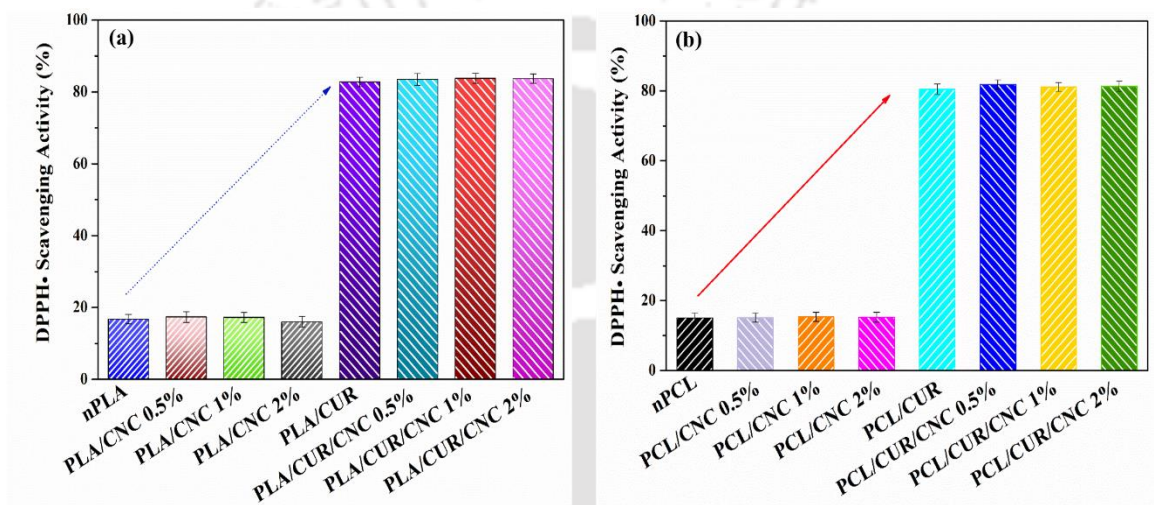 (a)
DPPH• Scavenging Activity (%)
100
80
60
40
20
0
nPLA
PLA/CNC 0.5%
PLA/CNC 1%
PLA/CNC 2%
PLA/CUR
PLA/CUR/CNC 0.5%
PLA/CUR/CNC 1%
PLA/CUR/CNC 2%
(b)
DPPH• Scavenging Activity (%)
100
80
60
40
20
0
nPCL
PCL/CNC 0.5%
PCL/CNC 1%
PCL/CNC 2%
PCL/CUR
PCL/CUR/CNC 0.5%
PCL/CUR/CNC 1%
PCL/CUR/CNC 2%